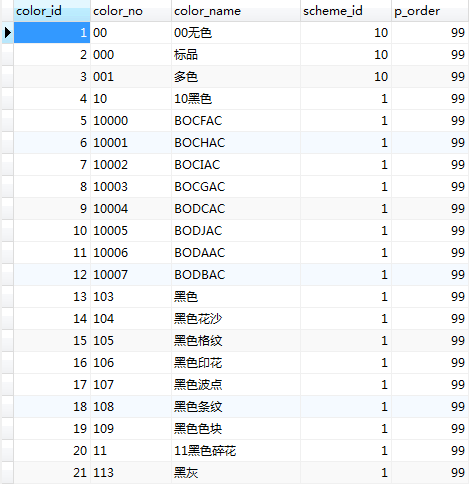 color_id color_no color_name scheme_id p_order
1 00 00无色 10 99
2 000 标品 10 99
3 001 多色 10 99
4 10 10黑色 1 99
5 10000 BOCFAC 1 99
6 10001 BOCHAC 1 99
7 10002 BOCIAC 1 99
8 10003 BOCGAC 1 99
9 10004 BODCAC 1 99
10 10005 BODJAC 1 99
11 10006 BODAAC 1 99
12 10007 BODBAC 1 99
13 103 黑色 1 99
14 104 黑色花沙 1 99
15 105 黑色格纹 1 99
16 106 黑色印花 1 99
17 107 黑色波点 1 99
18 108 黑色条纹 1 99
19 109 黑色色块 1 99
20 11 11黑色碎花 1 99
21 113 黑灰 1 99